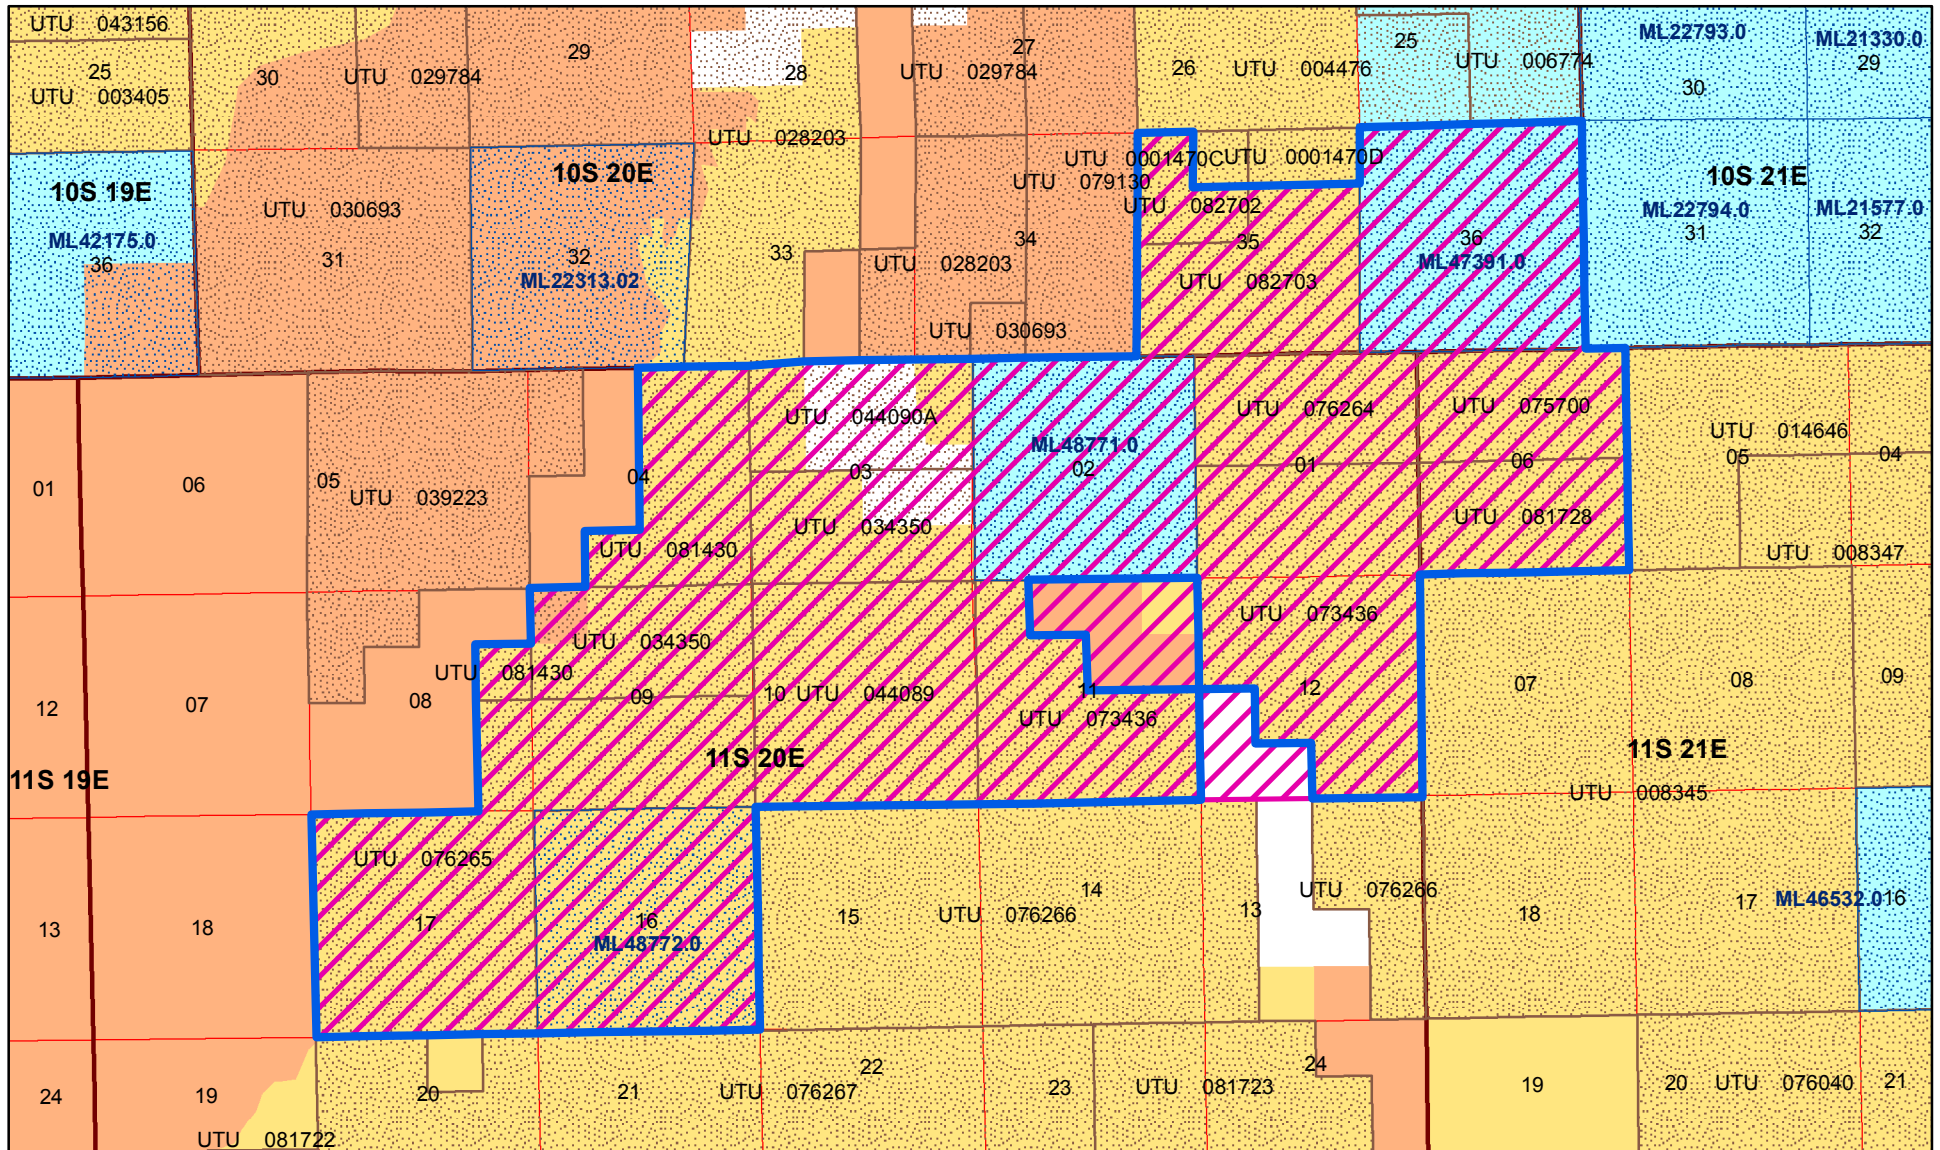 UTU 043156
25
UTU 003405
30
UTU 029784
29
28
27
UTU 029784
26 UTU 004476
25
UTU 006774
ML22793.0
30
ML21330.0
29
UTU 028203
10S 19E
ML42175.0
36
UTU 030693
31
10S 20E
32
ML22313.02
33
UTU 028203
34
UTU 030693
UTU 0001470C
UTU 0001470D
UTU 079130
UTU 082702
35
UTU 082703
36
ML47391.0
10S 21E
ML22794.0
31
ML21577.0
32
01
06
05
UTU 039223
04
UTU 081430
UTU 044090A
03
UTU 034350
ML48771.0
02
UTU 076264
01
UTU 075700
06
UTU 081728
UTU 014646
05
04
UTU 008347
12
07
08
UTU 081430
UTU 034350
09
10 UTU 044089
11
UTU 073436
UTU 073436
12
07
08
09
11S 19E
11S 20E
11S 21E
UTU 008345
13
18
UTU 076265
17
16
ML48772.0
15
UTU 076266
14
13
UTU 076266
18
17
ML46532.0
16
24
19
UTU 081722
20
21
UTU 076267
22
23
UTU 081723
24
19
20 UTU 076040
21